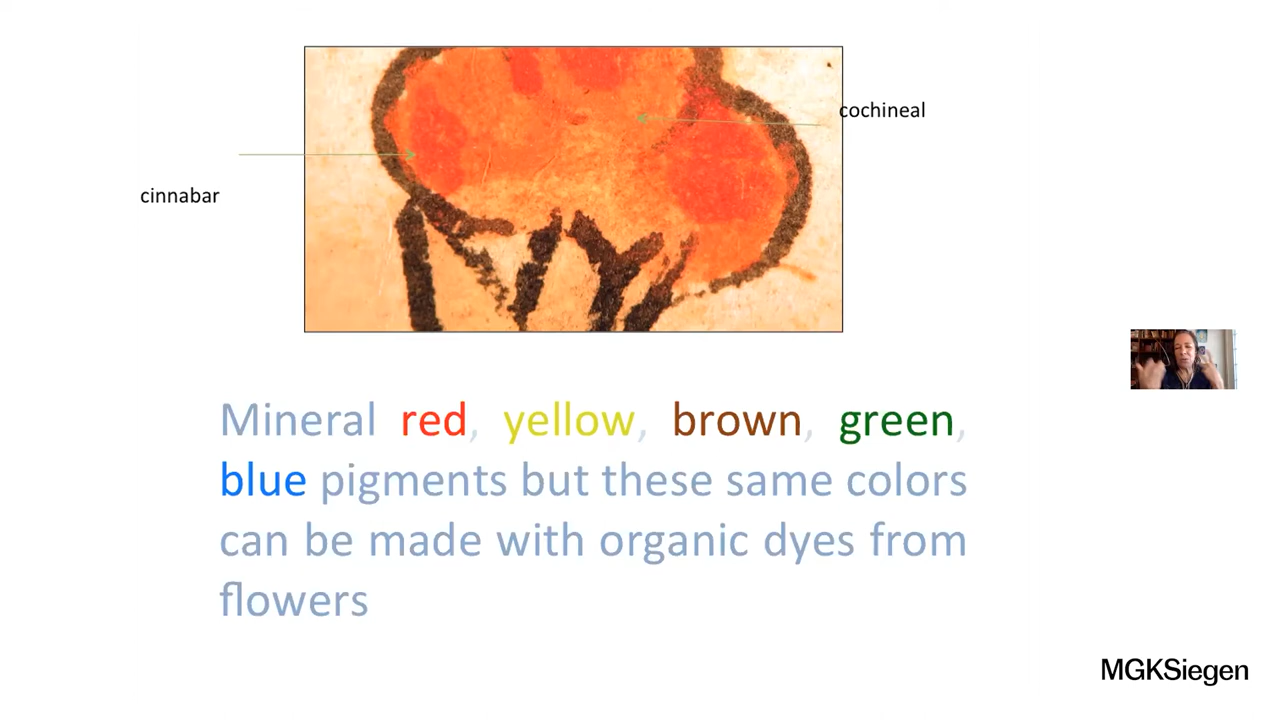 cochineal
cinnabar
Mineral red, yellow, brown, green,
blue pigments but these same colors
can be made with organic dyes from
flowers
MGKSiegen